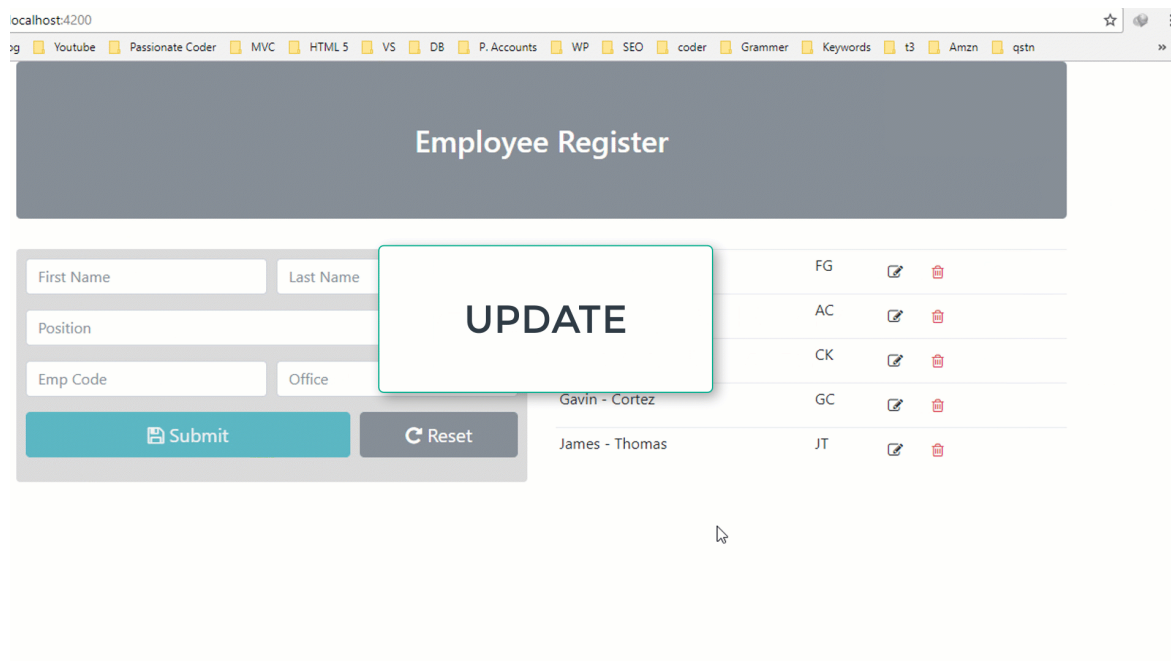 localhost:4200
og Youtube Passionate Coder MVC HTML 5 VS DB P. Accounts WP SEO coder Grammer Keywords t3 Amzn qstn »
Employee Register
First Name Last Name
Position
Emp Code Office
Submit Reset
UPDATE
FG
AC
CK
Gavin - Cortez GC
James - Thomas JT